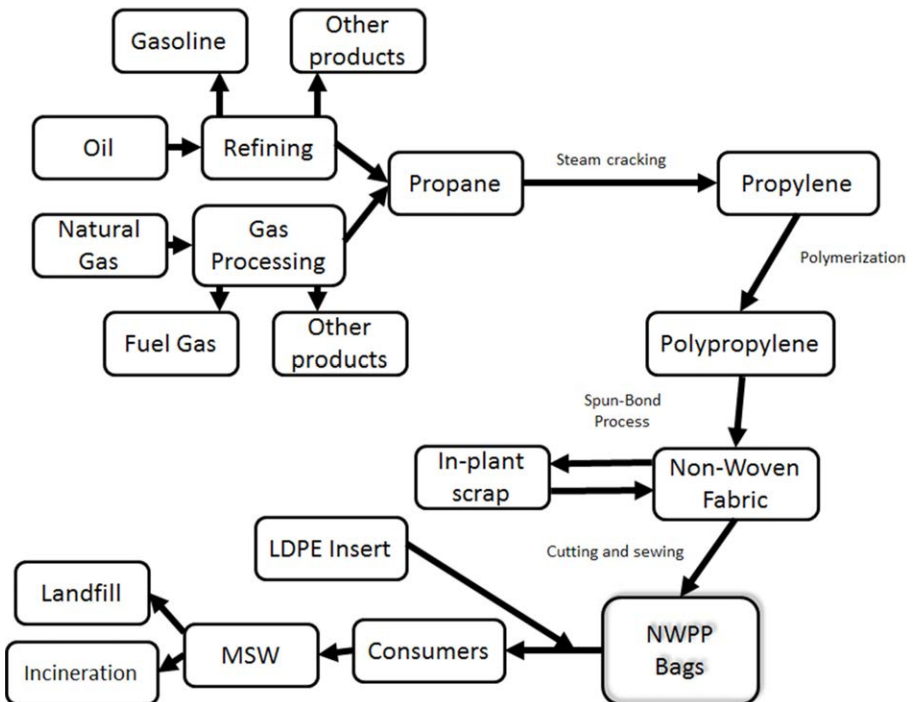 Gasoline
Other
products
Oil
Refining
Propane
Steam cracking
Propylene
Natural
Gas
Gas
Processing
Polymerization
Fuel Gas
Other
products
Polypropylene
Spun-Bond
Process
In-plant
scrap
Non-Woven
Fabric
LDPE Insert
Cutting and sewing
Landfill
MSW
Consumers
NWPP
Bags
Incineration